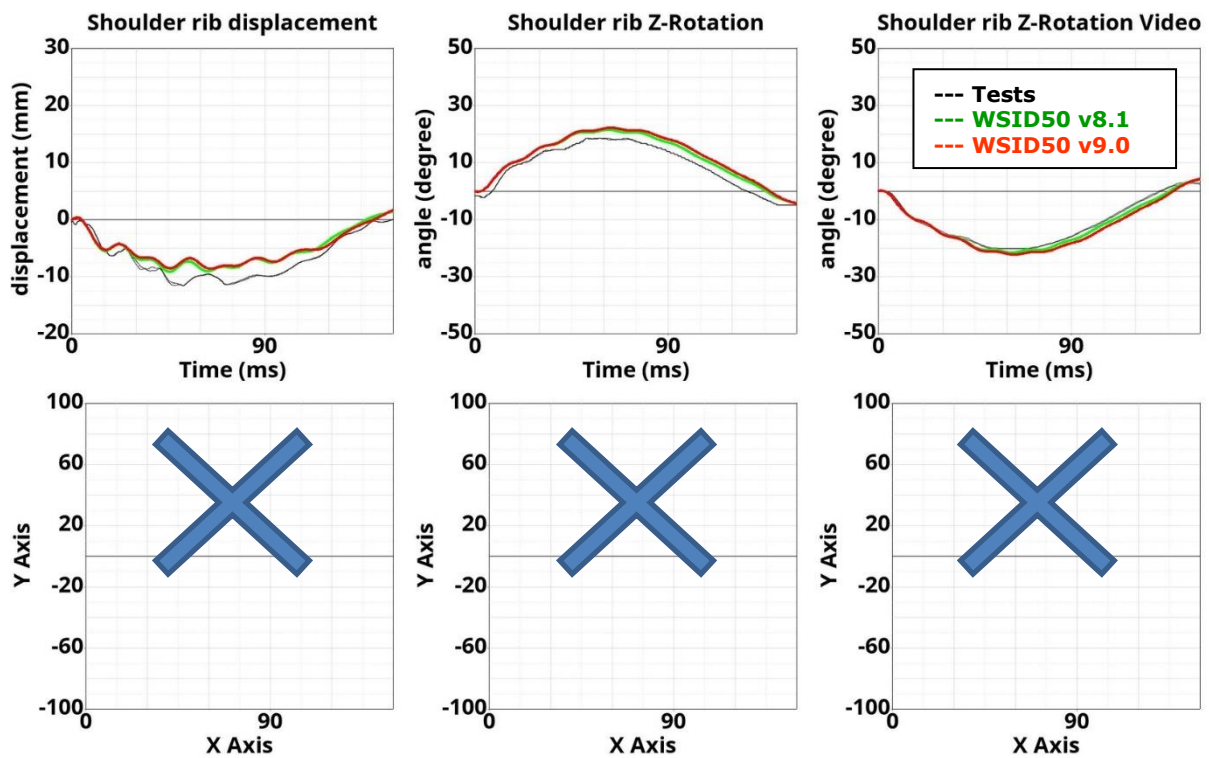 Shoulder rib displacement
30
20
10
0
-10
-20
displacement (mm)
0
90
Time (ms)
Shoulder rib Z-Rotation
50
30
10
-10
-30
-50
angle (degree)
0
90
Time (ms)
Shoulder rib Z-Rotation Video
50
30
10
-10
-30
-50
angle (degree)
0
90
Time (ms)
--- Tests
--- WSID50 v8.1
--- WSID50 v9.0
100
60
20
-20
-60
-100
Y Axis
0
90
X Axis
100
60
20
-20
-60
-100
Y Axis
0
90
X Axis
100
60
20
-20
-60
-100
Y Axis
0
90
X Axis